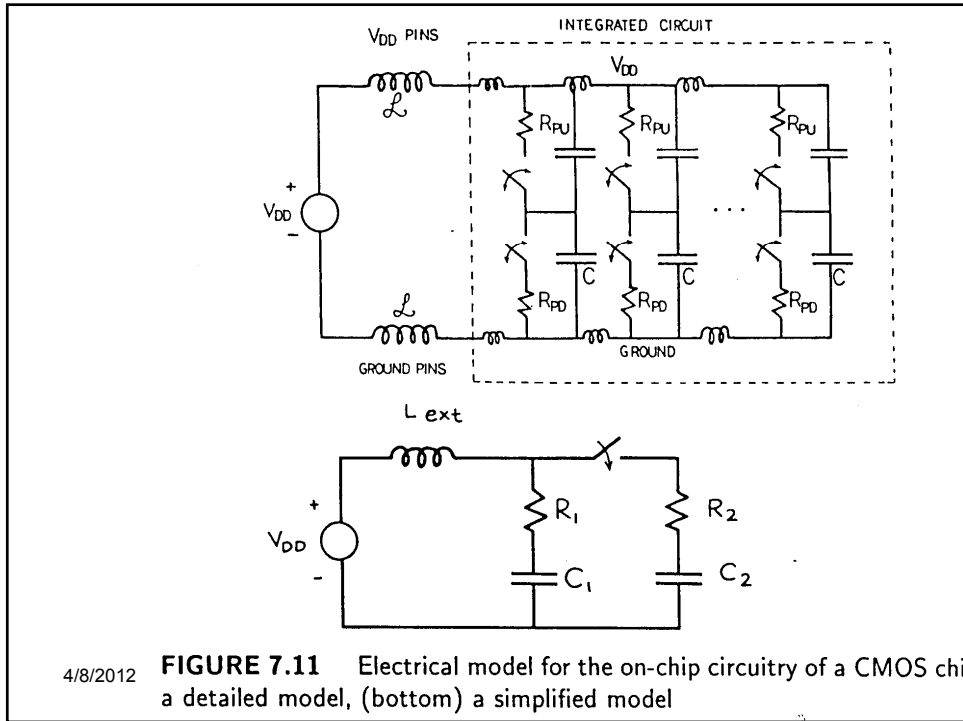 INTEGRATED CIRCUIT
VDD PINS
VDD
ℒ
RPU
RPU
RPU
+
VDD
-
. . .
C
C
C
RPD
RPD
RPD
ℒ
GROUND
GROUND PINS
L ext
+
VDD
-
R1
R2
C1
C2
4/8/2012
FIGURE 7.11 Electrical model for the on-chip circuitry of a CMOS chi
a detailed model, (bottom) a simplified model